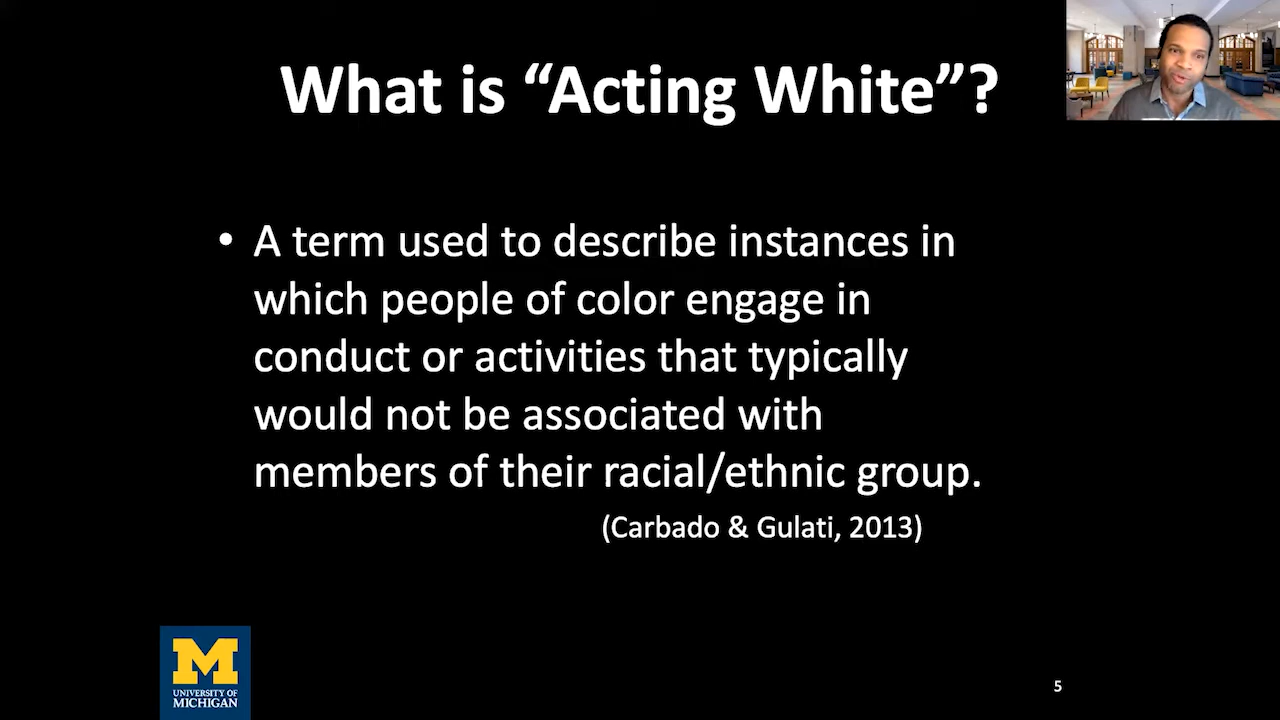 What is “Acting White”?
• A term used to describe instances in
which people of color engage in
conduct or activities that typically
would not be associated with
members of their racial/ethnic group.
(Carbado & Gulati, 2013)
M
UNIVERSITY OF
MICHIGAN
5